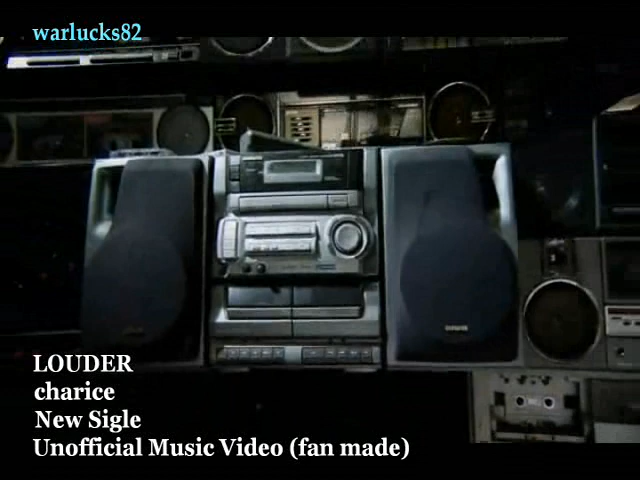 warlucks82
LOUDER
charice
New Sigle
Unofficial Music Video (fan made)